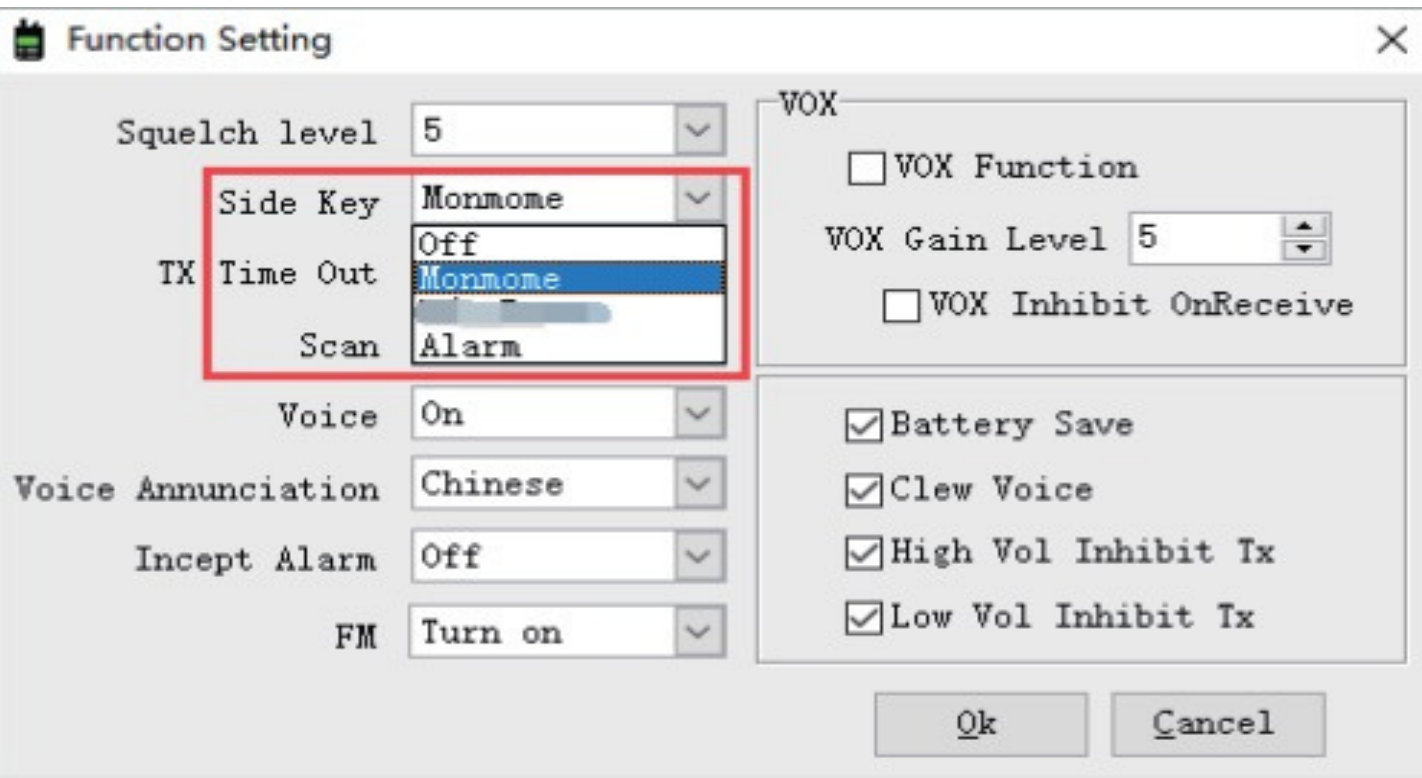 Function Setting
Squelch level 5
Side Key Monmome
Off
TX Time Out Monmome
Scan Alarm
Voice On
Voice Annunciation Chinese
Incept Alarm Off
FM Turn on
VOX
VOX Function
VOX Gain Level 5
VOX Inhibit OnReceive
Battery Save
Clew Voice
High Vol Inhibit Tx
Low Vol Inhibit Tx
Ok Cancel